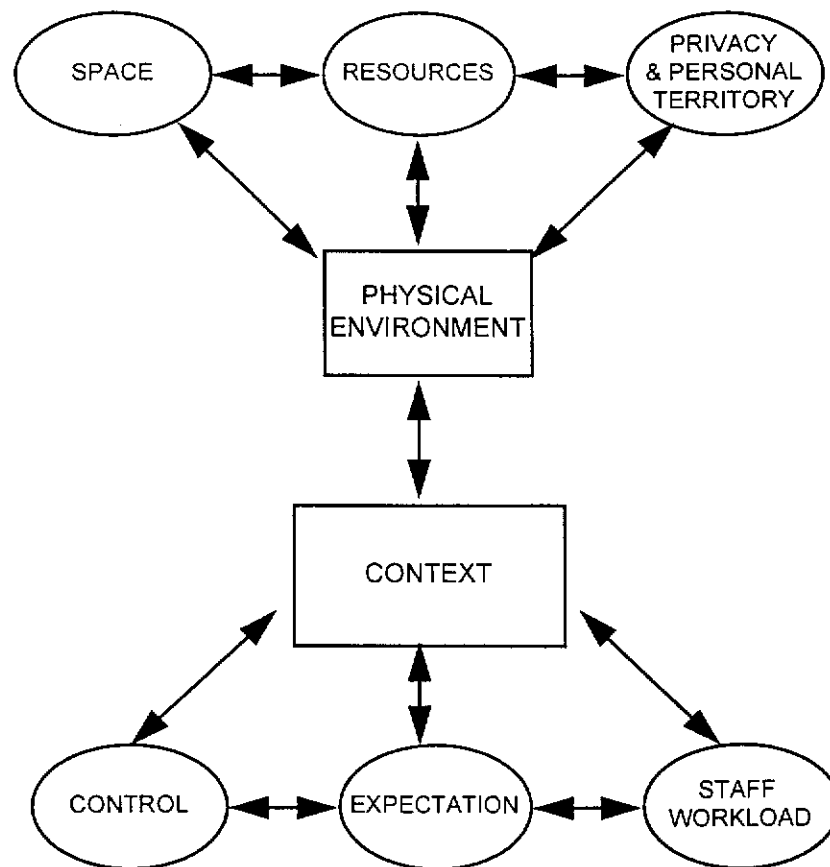 SPACE
RESOURCES
PRIVACY
& PERSONAL
TERRITORY
PHYSICAL
ENVIRONMENT
CONTEXT
CONTROL
EXPECTATION
STAFF
WORKLOAD